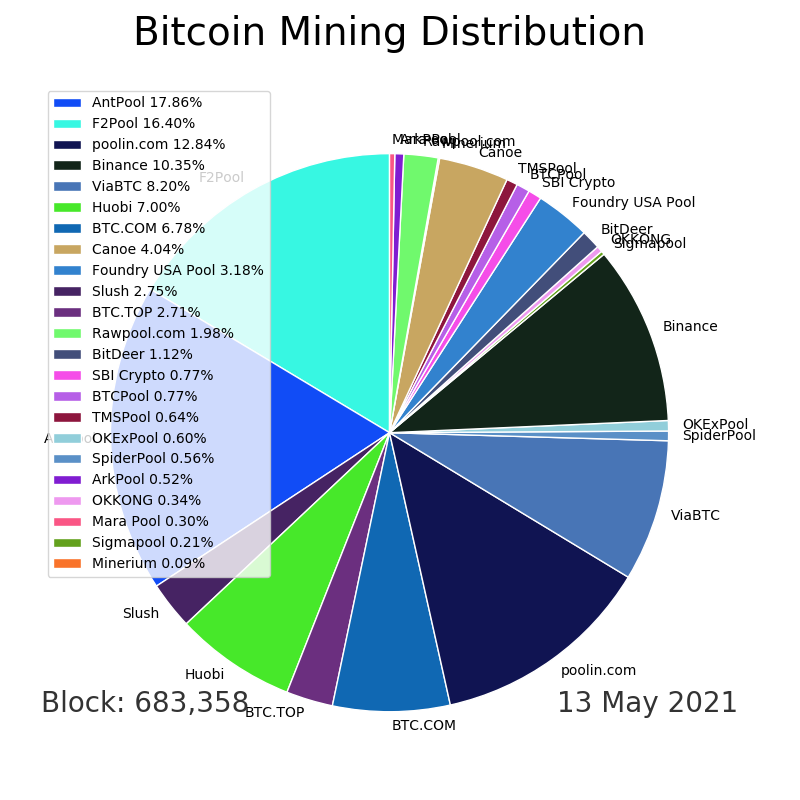 Bitcoin Mining Distribution
AntPool 17.86%
F2Pool 16.40%
poolin.com 12.84%
Binance 10.35%
ViaBTC 8.20%
Huobi 7.00%
BTC.COM 6.78%
Canoe 4.04%
Foundry USA Pool 3.18%
Slush 2.75%
BTC.TOP 2.71%
Rawpool.com 1.98%
BitDeer 1.12%
SBI Crypto 0.77%
BTCPool 0.77%
TMSPool 0.64%
OKExPool 0.60%
SpiderPool 0.56%
ArkPool 0.52%
OKKONG 0.34%
Mara Pool 0.30%
Sigmapool 0.21%
Minerium 0.09%
F2Pool
Mara Pool
ArkPool
Rawpool.com
Minerium
Canoe
TMSPool
BTCPool
SBI Crypto
Foundry USA Pool
BitDeer
OKKONG
Sigmapool
Binance
OKExPool
SpiderPool
ViaBTC
poolin.com
BTC.COM
BTC.TOP
Huobi
Slush
Block: 683,358
13 May 2021